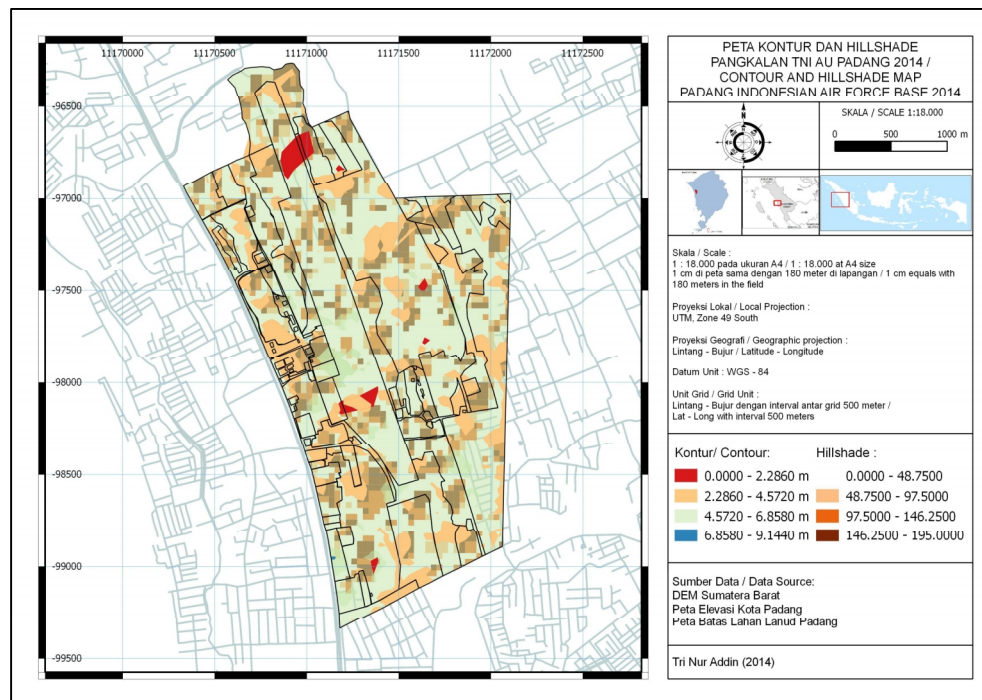 11170000 11170500 11171000 11171500 11172000 11172500
-96500
-97000
-97500
-98000
-98500
-99000
-99500
PETA KONTUR DAN HILLSHADE
PANGKALAN TNI AU PADANG 2014 /
CONTOUR AND HILLSHADE MAP
PADANG INDONESIAN AIR FORCE BASE 2014
N
SKALA / SCALE 1:18.000
0 500 1000 m
Skala / Scale :
1 : 18.000 pada ukuran A4 / 1 : 18.000 at A4 size
1 cm di peta sama dengan 180 meter di lapangan / 1 cm equals with
180 meters in the field
Proyeksi Lokal / Local Projection :
UTM, Zone 49 South
Proyeksi Geografi / Geographic projection :
Lintang - Bujur / Latitude - Longitude
Datum Unit : WGS - 84
Unit Grid / Grid Unit :
Lintang - Bujur dengan interval antar grid 500 meter /
Lat - Long with interval 500 meters
Kontur/ Contour: Hillshade :
0.0000 - 2.2860 m 0.0000 - 48.7500
2.2860 - 4.5720 m 48.7500 - 97.5000
4.5720 - 6.8580 m 97.5000 - 146.2500
6.8580 - 9.1440 m 146.2500 - 195.0000
Sumber Data / Data Source:
DEM Sumatera Barat
Peta Elevasi Kota Padang
Peta Batas Lahan Lanud Padang
Tri Nur Addin (2014)